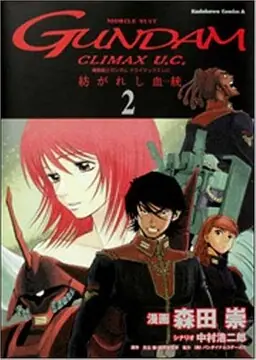 Kadokawa Comics A
MOBILE SUIT
GUNDAM
CLIMAX U.C.
機動戦士ガンダム クライマックスU.C.
紡がれし血統
2
漫画 森田 崇
シナリオ 中村浩二郎